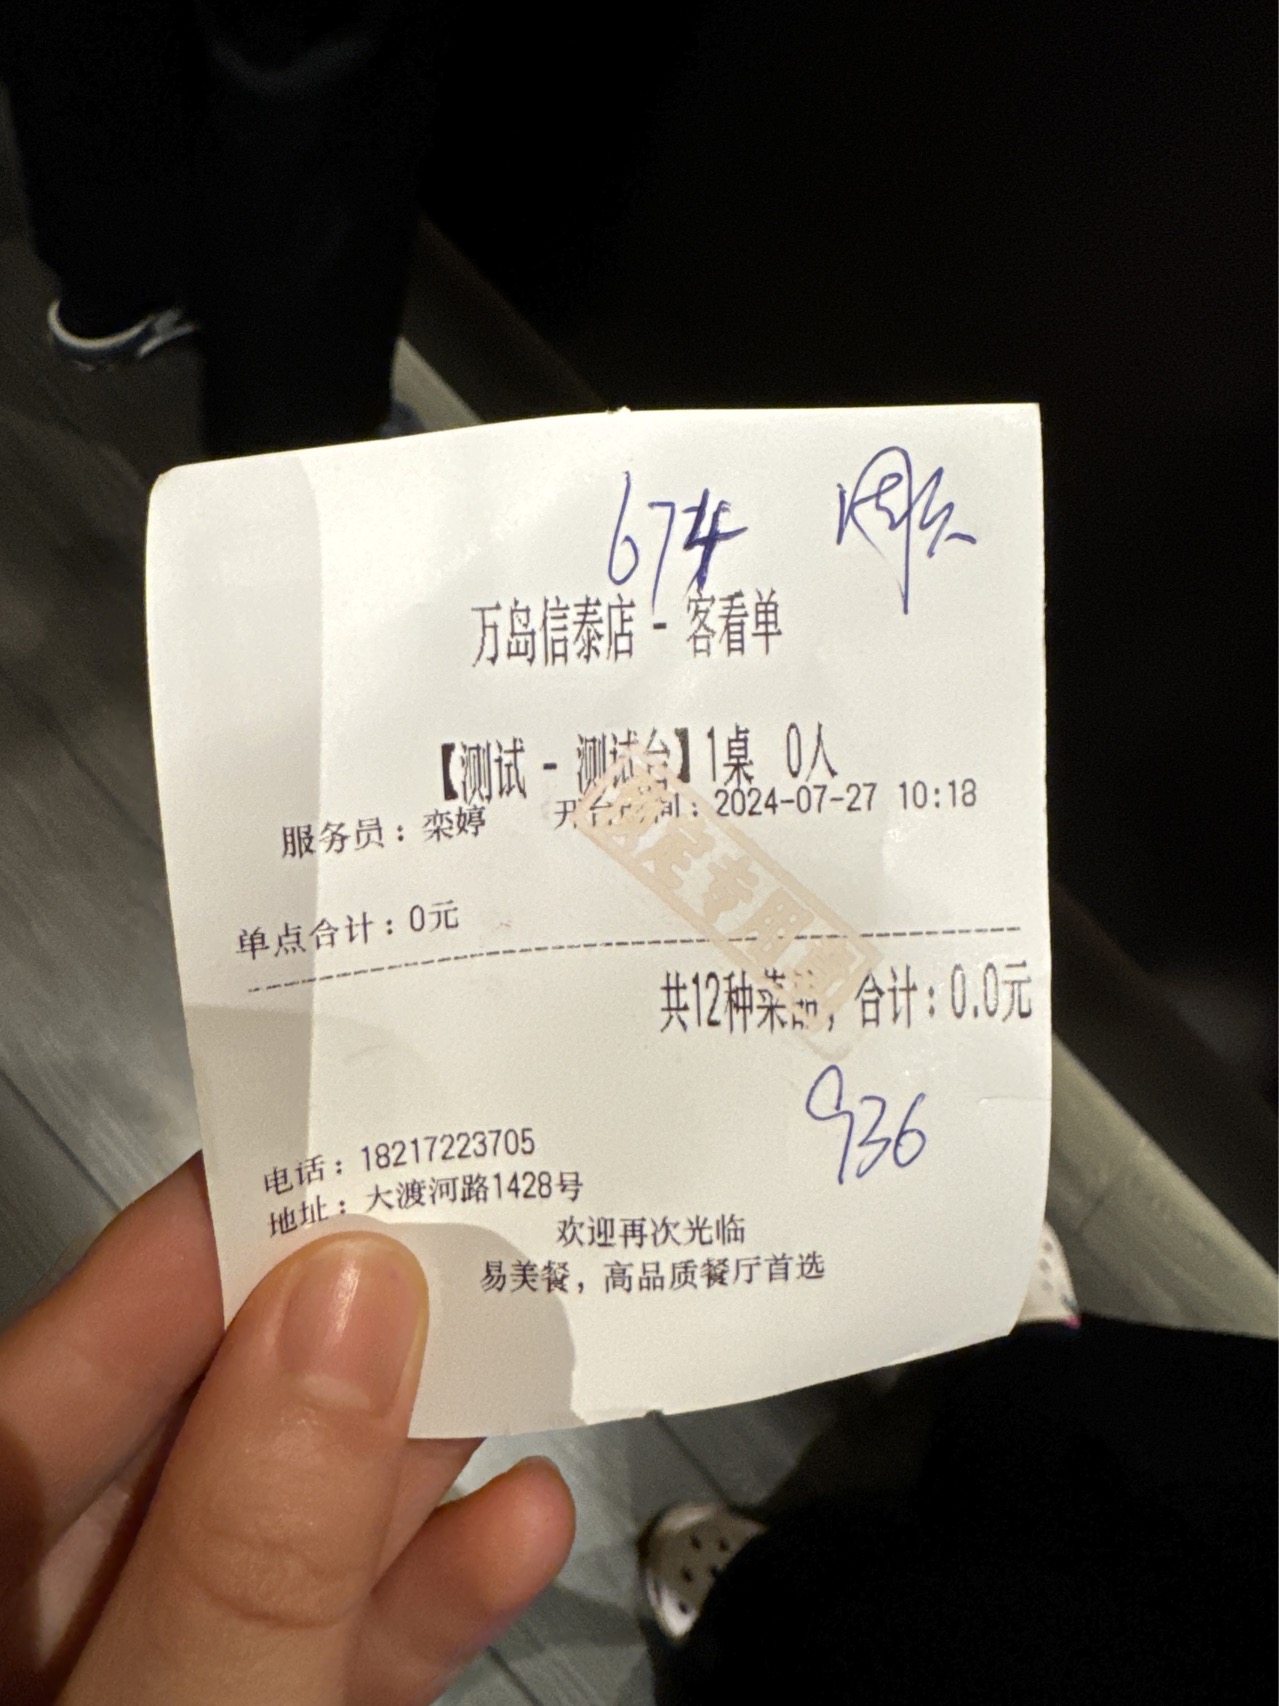 674
万岛信泰店 - 客看单
【测试 - 测试台】1桌 0人
服务员：栾婷 开台时间：2024-07-27 10:18
单点合计：0元
共12种菜品，合计：0.0元
936
电话：18217223705
地址：大渡河路1428号
欢迎再次光临
易美餐，高品质餐厅首选